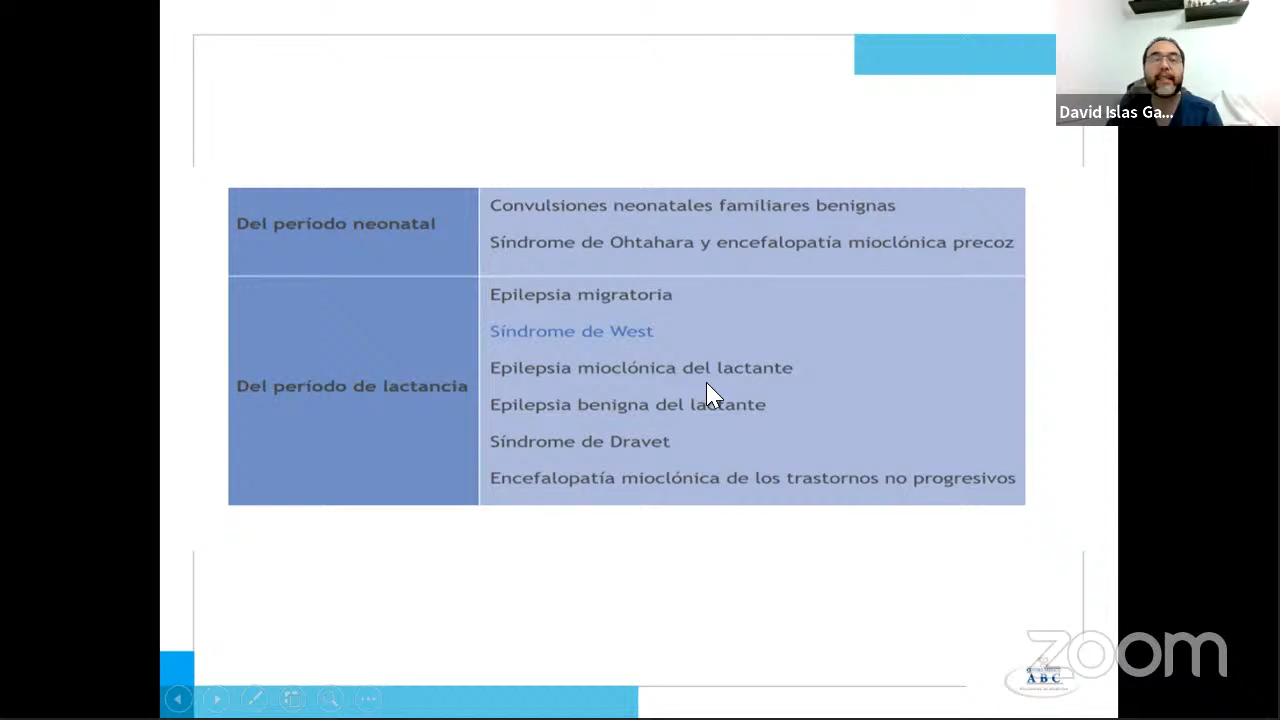 David Islas Ga...
Del período neonatal
Convulsiones neonatales familiares benignas
Síndrome de Ohtahara y encefalopatía mioclónica precoz
Del período de lactancia
Epilepsia migratoria
Síndrome de West
Epilepsia mioclónica del lactante
Epilepsia benigna del lactante
Síndrome de Dravet
Encefalopatía mioclónica de los trastornos no progresivos
zoom
ABC